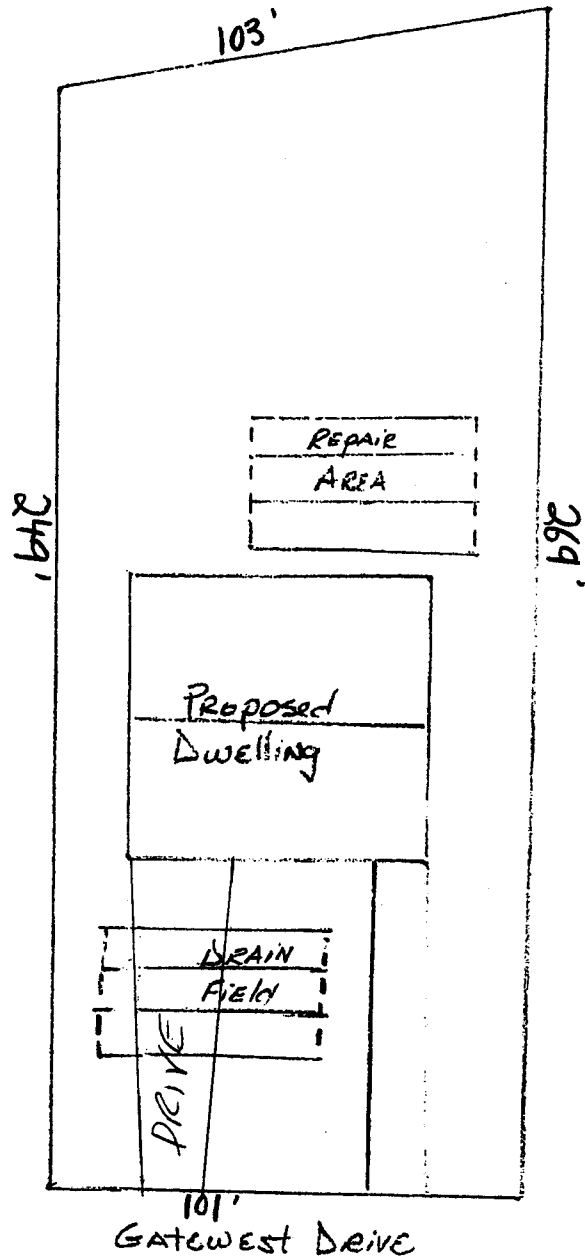 103'
REPAIR
AREA
249'
269'
Proposed
Dwelling
DRAIN
Field
DRIVE
101'
GATEWEST DRIVE